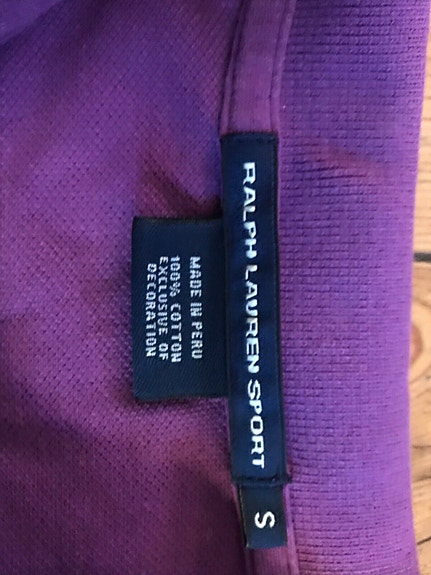 RALPH LAUREN SPORT
S
MADE IN PERU
100% COTTON
EXCLUSIVE OF
DECORATION